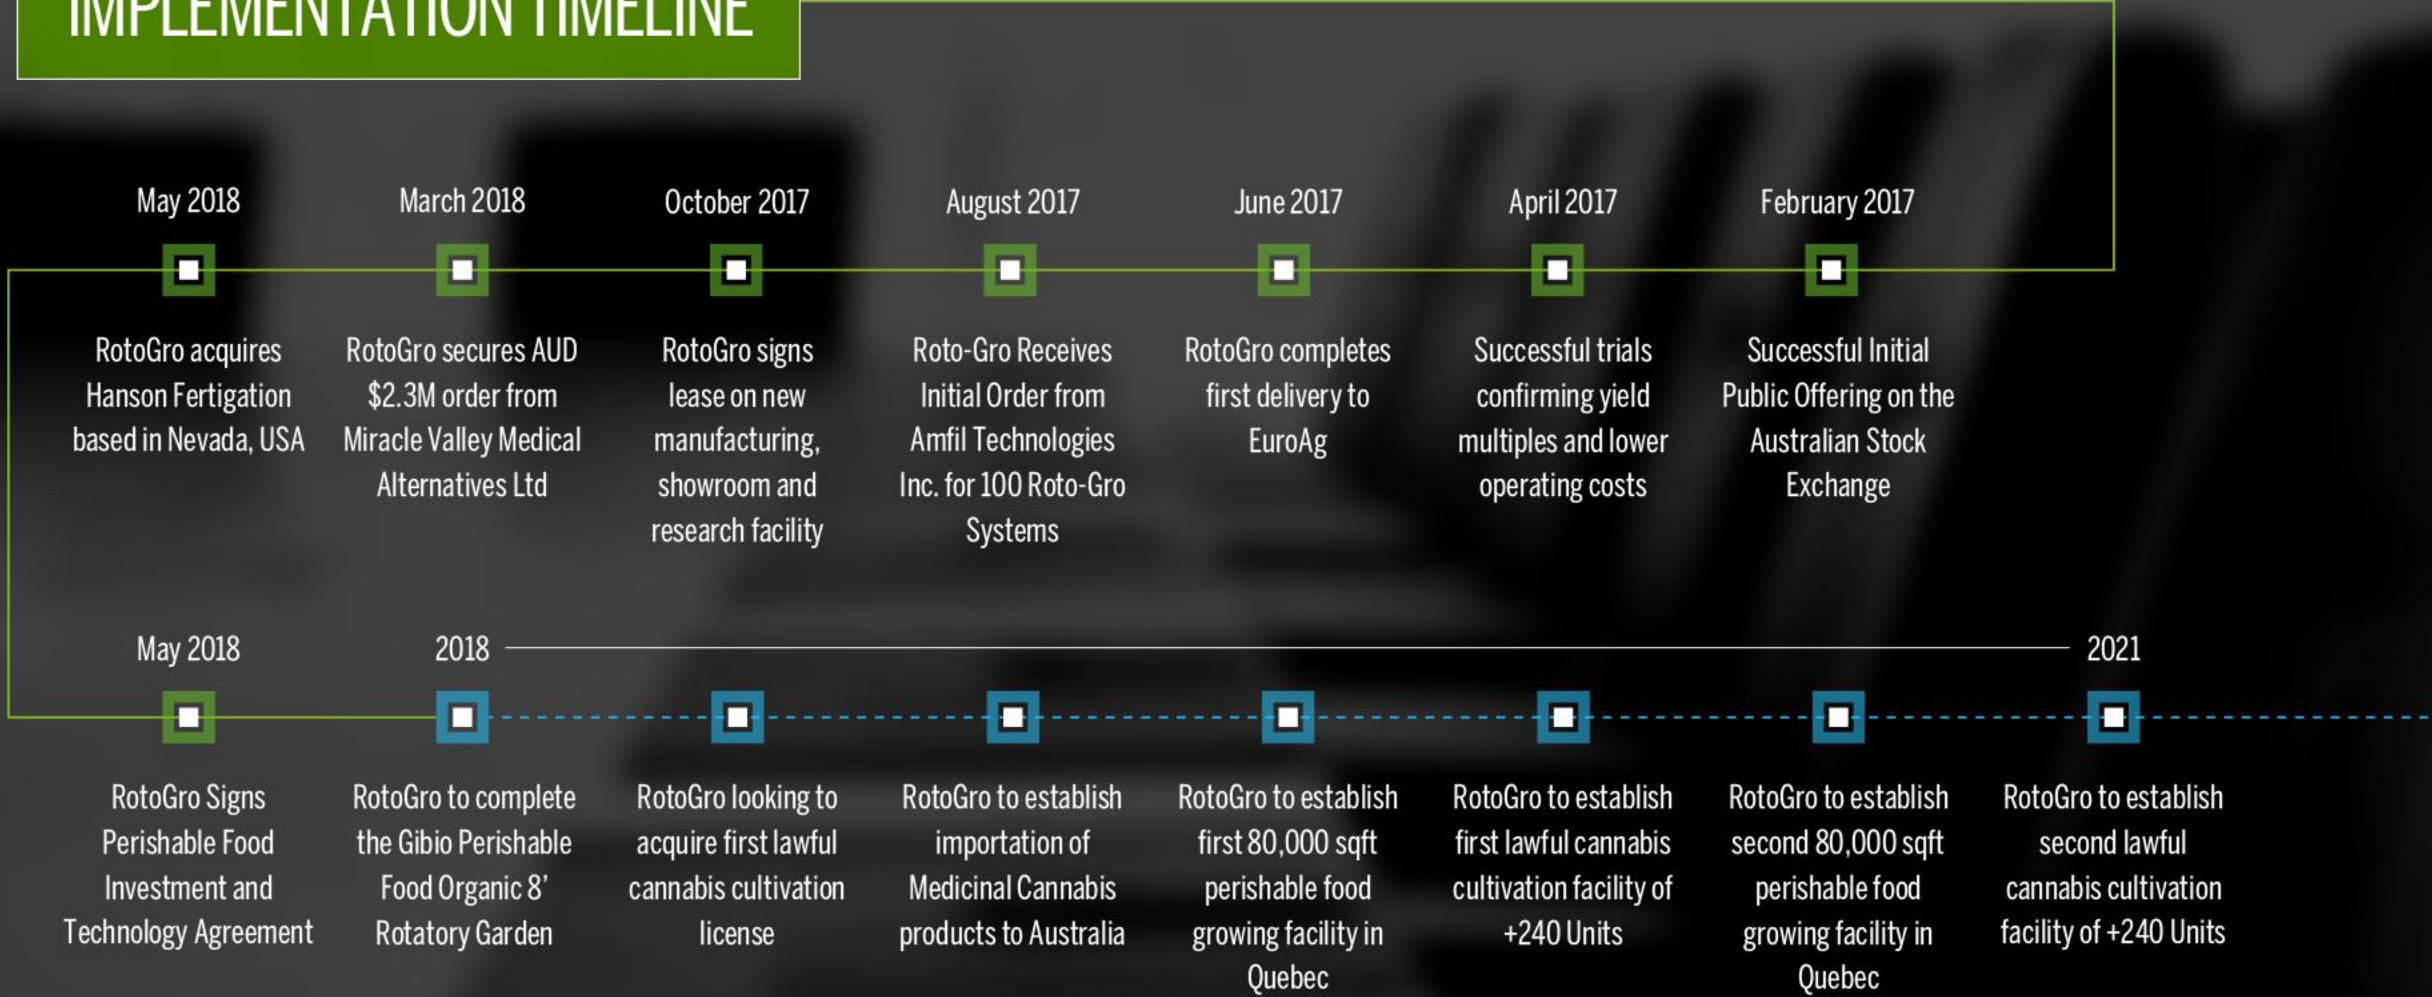 IMPLEMENTATION TIMELINE
May 2018
RotoGro acquires
Hanson Fertigation
based in Nevada, USA
March 2018
RotoGro secures AUD
$2.3M order from
Miracle Valley Medical
Alternatives Ltd
October 2017
RotoGro signs
lease on new
manufacturing,
showroom and
research facility
August 2017
Roto-Gro Receives
Initial Order from
Amfil Technologies
Inc. for 100 Roto-Gro
Systems
June 2017
RotoGro completes
first delivery to
EuroAg
April 2017
Successful trials
confirming yield
multiples and lower
operating costs
February 2017
Successful Initial
Public Offering on the
Australian Stock
Exchange
May 2018
RotoGro Signs
Perishable Food
Investment and
Technology Agreement
2018
RotoGro to complete
the Gibio Perishable
Food Organic 8’
Rotatory Garden
RotoGro looking to
acquire first lawful
cannabis cultivation
license
RotoGro to establish
importation of
Medicinal Cannabis
products to Australia
RotoGro to establish
first 80,000 sqft
perishable food
growing facility in
Quebec
RotoGro to establish
first lawful cannabis
cultivation facility of
+240 Units
RotoGro to establish
second 80,000 sqft
perishable food
growing facility in
Quebec
2021
RotoGro to establish
second lawful
cannabis cultivation
facility of +240 Units